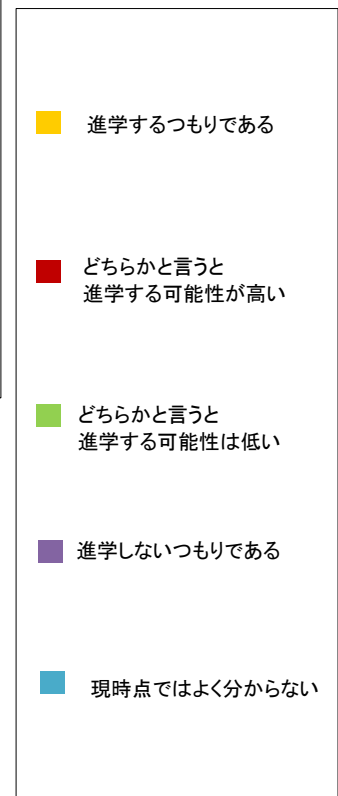 進学するつもりである
どちらかと言うと
進学する可能性が高い
どちらかと言うと
進学する可能性は低い
進学しないつもりである
現時点ではよく分からない